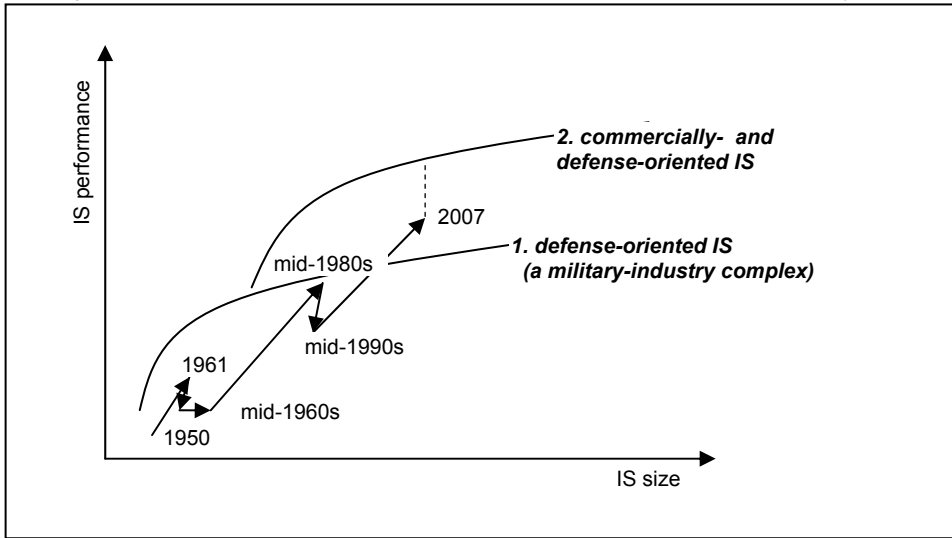 IS performance
2. commercially- and
defense-oriented IS
2007
1. defense-oriented IS
(a military-industry complex)
mid-1980s
mid-1990s
1961
mid-1960s
1950
IS size